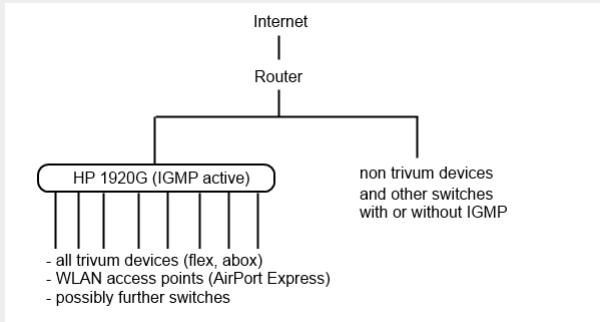 Internet
Router
HP 1920G (IGMP active)
non trivum devices
and other switches
with or without IGMP
- all trivum devices (flex, abox)
- WLAN access points (AirPort Express)
- possibly further switches